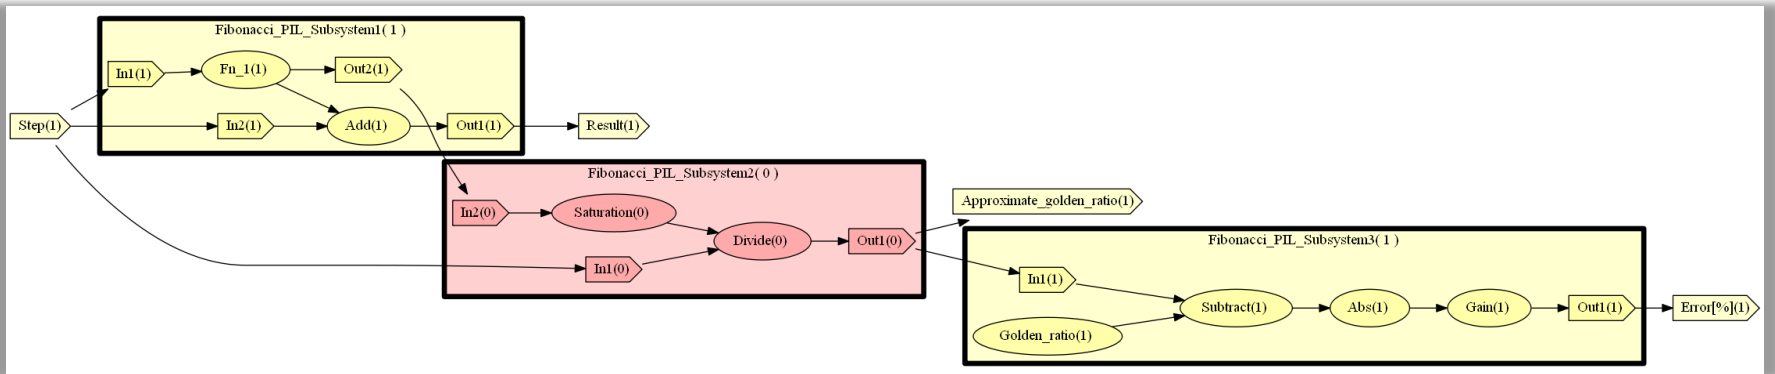 Fibonacci_PIL_Subsystem1( 1 )
In1(1)
Fn_1(1)
Out2(1)
Step(1)
In2(1)
Add(1)
Out1(1)
Result(1)
Fibonacci_PIL_Subsystem2( 0 )
In2(0)
Saturation(0)
Divide(0)
Out1(0)
In1(0)
Approximate_golden_ratio(1)
Fibonacci_PIL_Subsystem3( 1 )
In1(1)
Subtract(1)
Abs(1)
Gain(1)
Out1(1)
Error[%](1)
Golden_ratio(1)